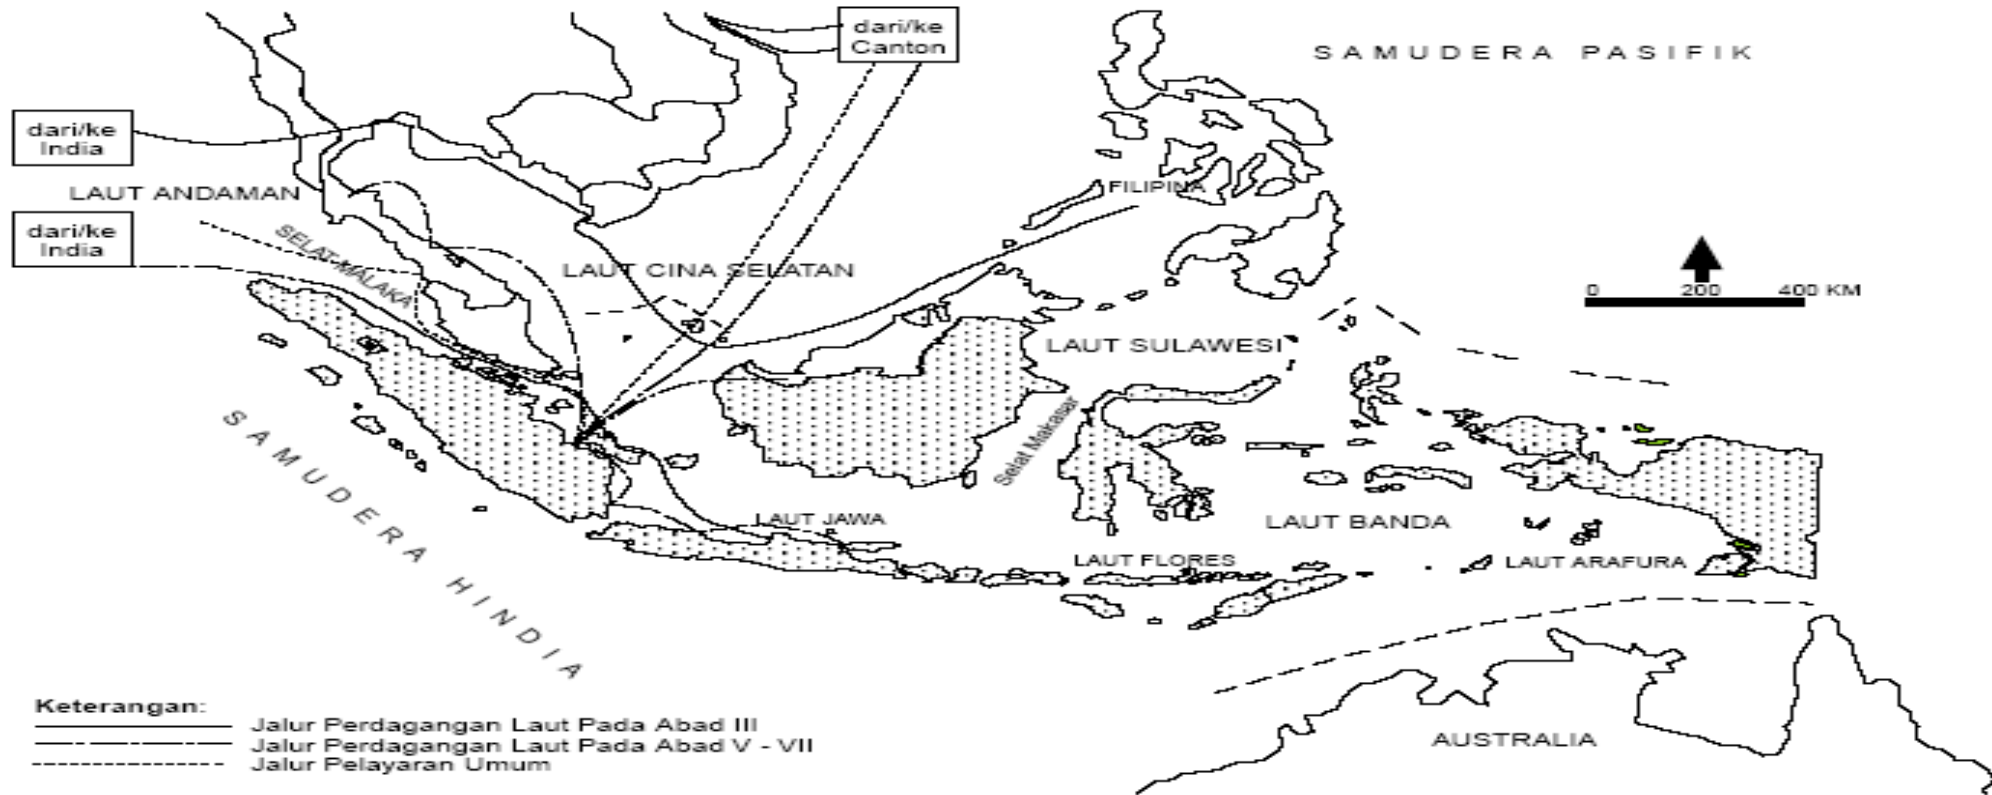 dari/ke
Canton
SAMUDERA PASIFIK
dari/ke
India
LAUT ANDAMAN
FILIPINA
dari/ke
India
SELAT MALAKA
LAUT CINA SELATAN
0 200 400 KM
LAUT SULAWESI
Selat Makasar
SAMUDERA HINDIA
LAUT JAWA
LAUT BANDA
LAUT FLORES
LAUT ARAFURA
Keterangan:
Jalur Perdagangan Laut Pada Abad III
Jalur Perdagangan Laut Pada Abad V - VII
Jalur Pelayaran Umum
AUSTRALIA